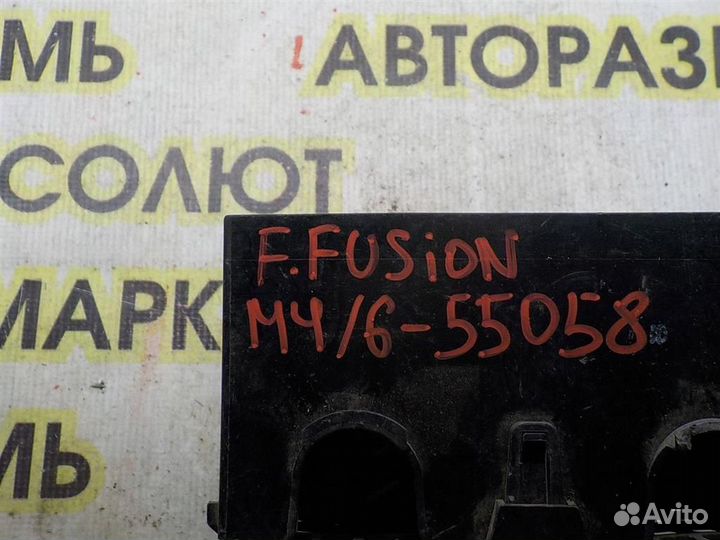 МЬ АВТОРАЗ
СОЛЮТ
F.FUSiON
МАРК M4/6-55058
МЬ
Avito